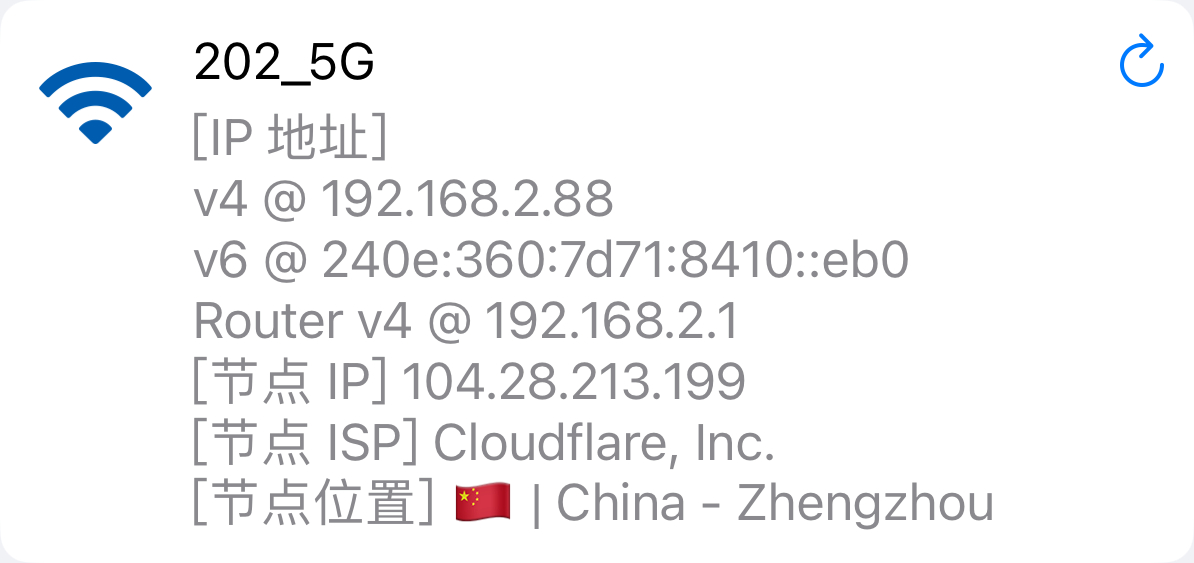 202_5G
[IP 地址]
v4 @ 192.168.2.88
v6 @ 240e:360:7d71:8410::eb0
Router v4 @ 192.168.2.1
[节点 IP] 104.28.213.199
[节点 ISP] Cloudflare, Inc.
[节点位置] 🇨🇳 | China - Zhengzhou